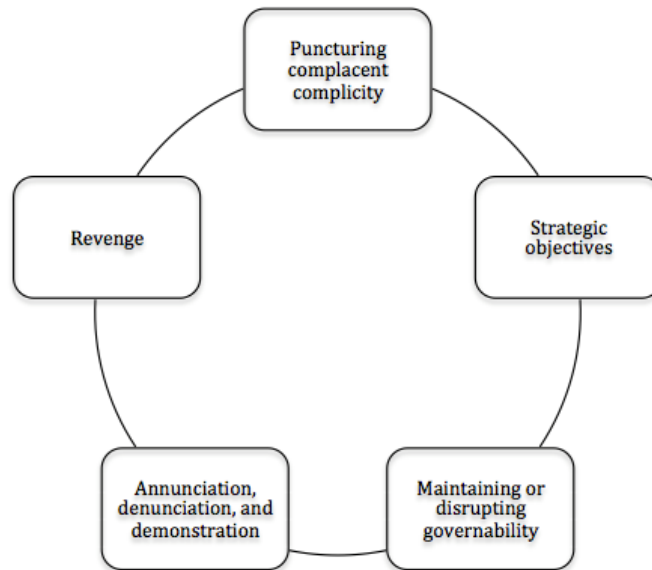 Puncturing
complacent
complicity
Strategic
objectives
Maintaining or
disrupting
governability
Annunciation,
denunciation, and
demonstration
Revenge